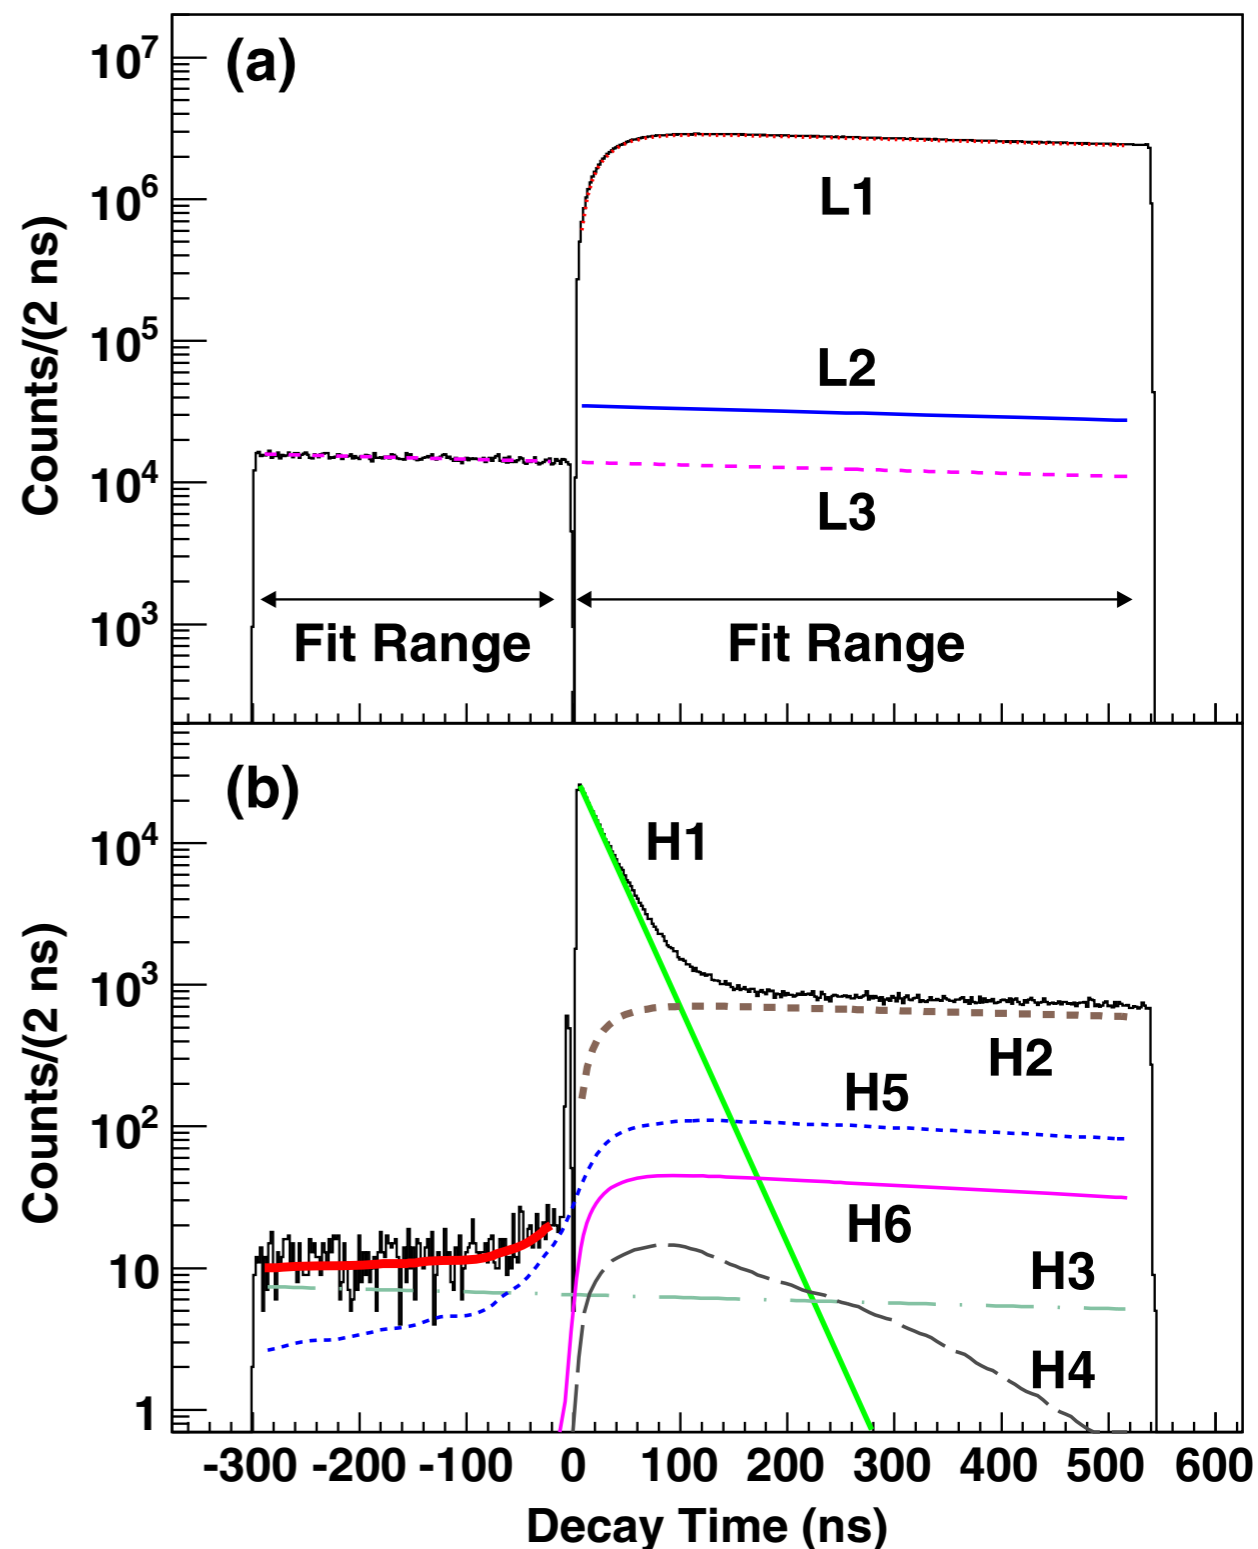 (a)
10^7
10^6
10^5
10^4
10^3
Counts/(2 ns)
L1
L2
L3
Fit Range
Fit Range
(b)
10^4
10^3
10^2
10
1
Counts/(2 ns)
H1
H2
H5
H6
H3
H4
-300 -200 -100 0 100 200 300 400 500 600
Decay Time (ns)